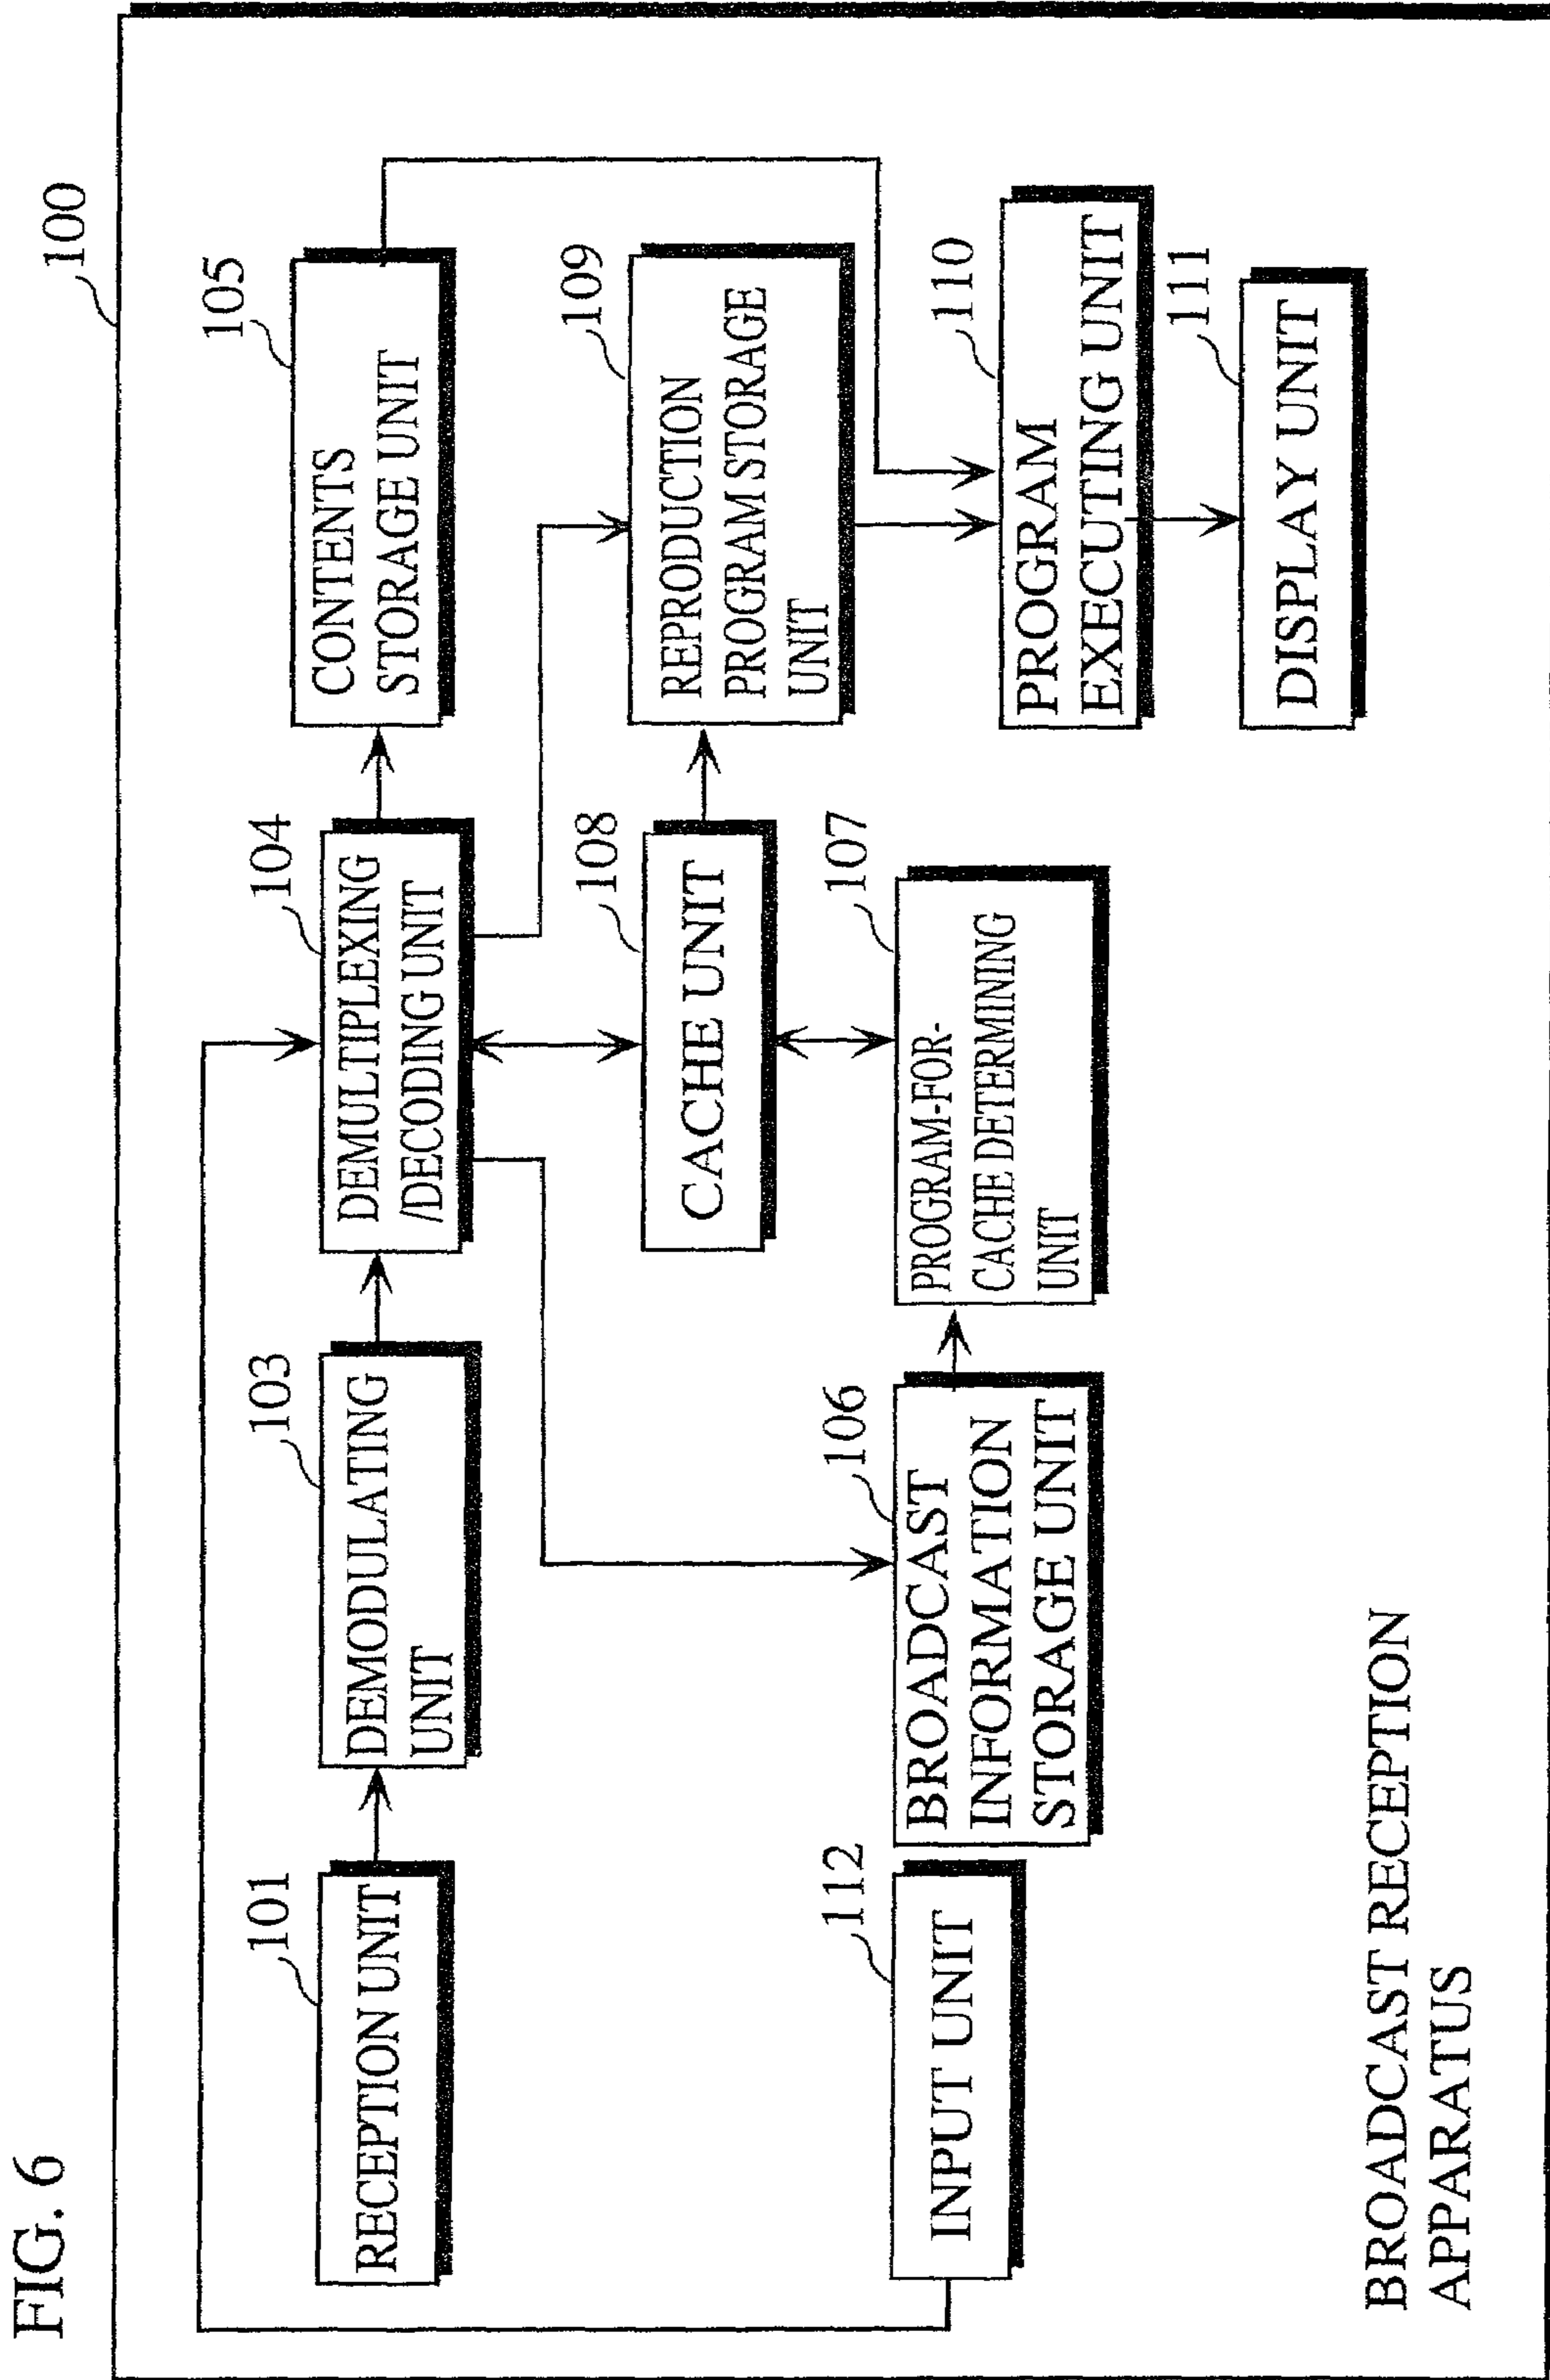 FIG. 6
100
101
RECEPTION UNIT
103
DEMODULATING
UNIT
104
DEMULTIPLEXING
/DECODING UNIT
105
CONTENTS
STORAGE UNIT
108
CACHE UNIT
109
REPRODUCTION
PROGRAM STORAGE
UNIT
112
INPUT UNIT
106
BROADCAST
INFORMATION
STORAGE UNIT
107
PROGRAM-FOR-
CACHE DETERMINING
UNIT
110
PROGRAM
EXECUTING UNIT
111
DISPLAY UNIT
BROADCAST RECEPTION
APPARATUS